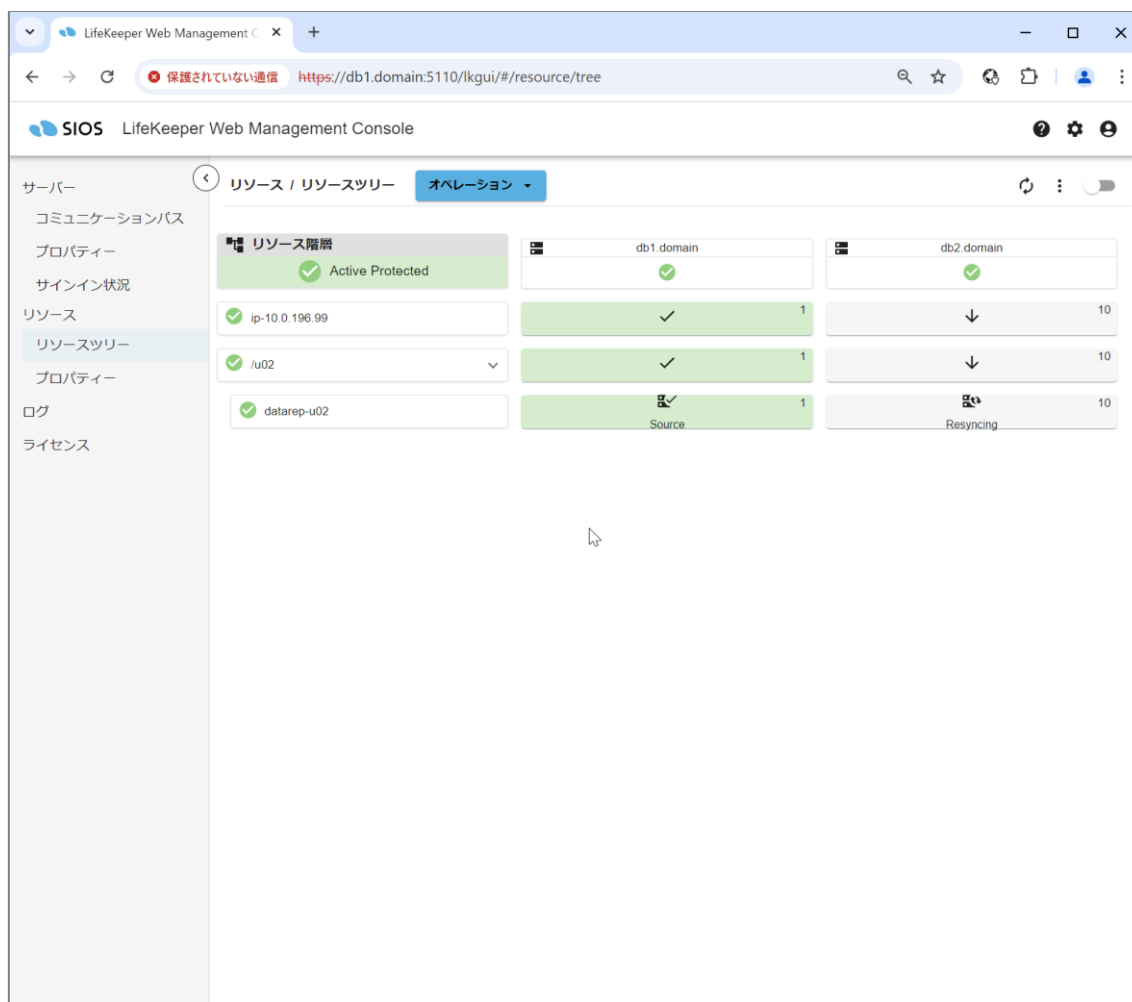 LifeKeeper Web Management C
保護されていない通信 https://db1.domain:5110/lkgui/#/resource/tree
SIOS LifeKeeper Web Management Console
サーバー
コミュニケーションパス
プロパティー
サインイン状況
リソース
リソースツリー
プロパティー
ログ
ライセンス
リソース / リソースツリー オペレーション
リソース階層 db1.domain db2.domain
Active Protected
ip-10.0.196.99 1 10
/u02 1 10
datarep-u02 1 10
Source Resyncing